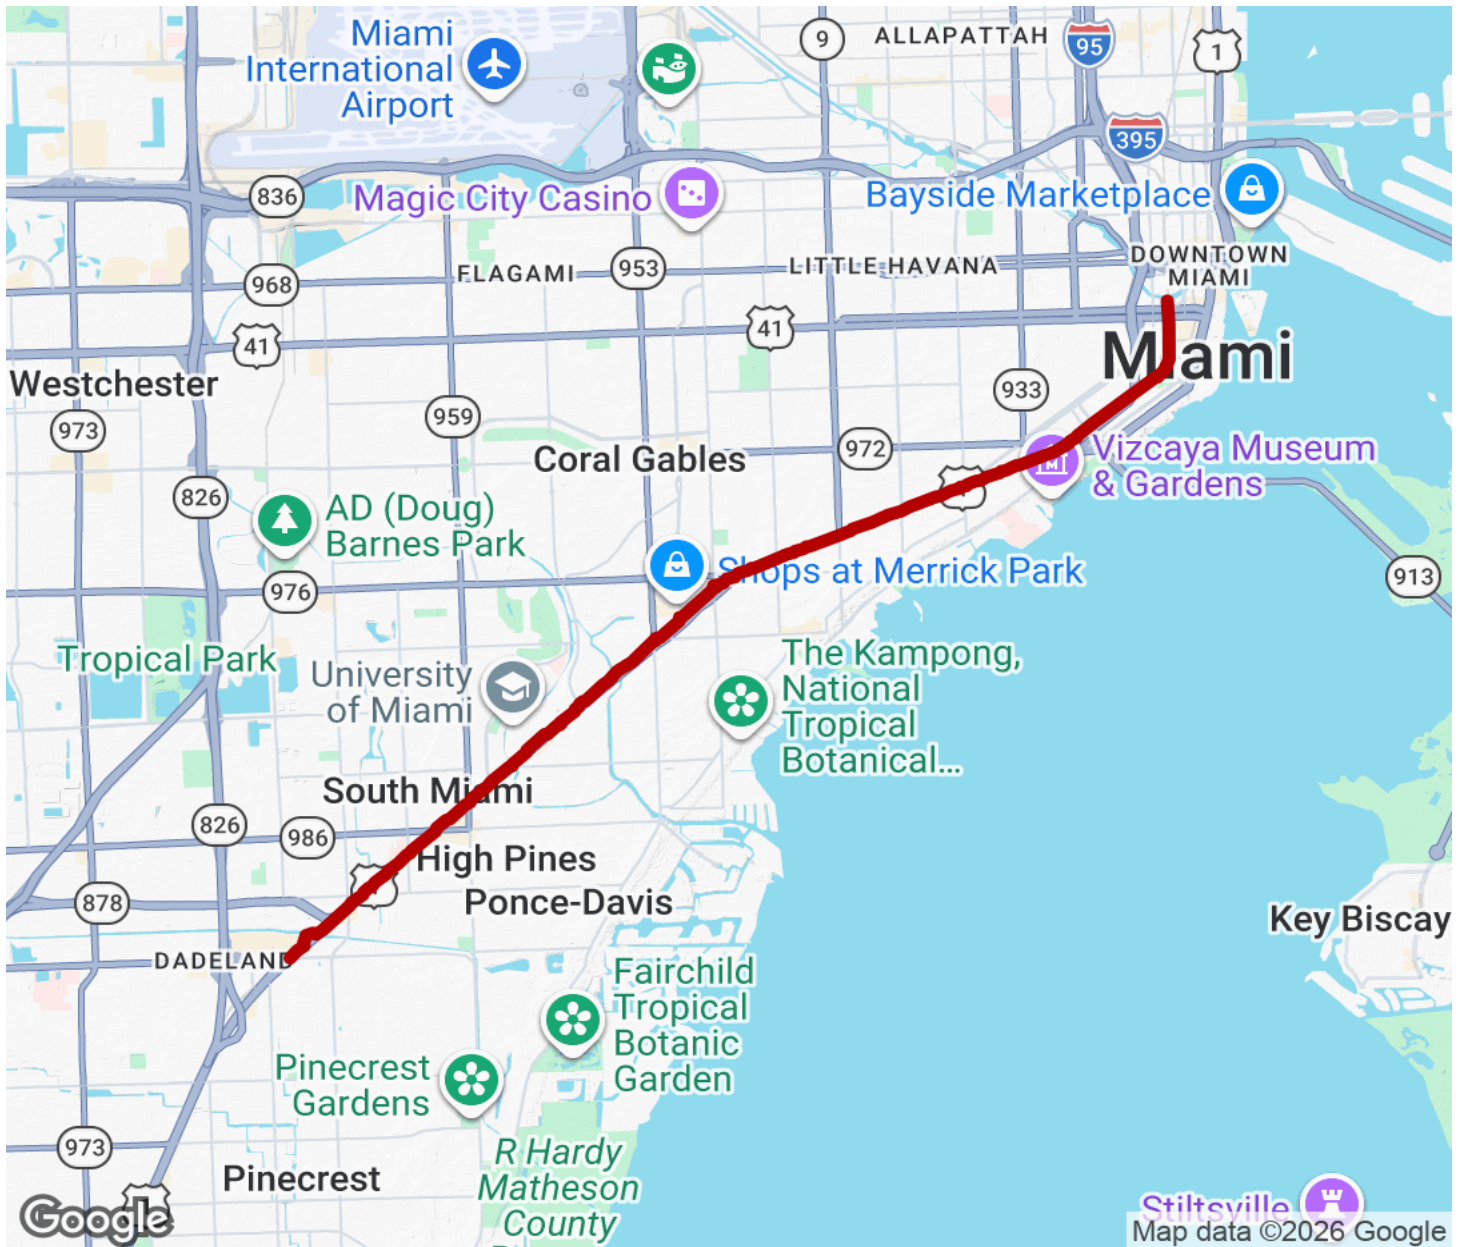 Miami
International
Airport
9
ALLAPATTAH
95
1
395
836
Magic City Casino
Bayside Marketplace
968
FLAGAMI
953
LITTLE HAVANA
DOWNTOWN
MIAMI
41
41
Miami
Westchester
973
959
933
Coral Gables
972
Vizcaya Museum
& Gardens
826
AD (Doug)
Barnes Park
976
Shops at Merrick Park
913
Tropical Park
University
of Miami
The Kampong,
National
Tropical
Botanical...
South Miami
826
986
High Pines
878
Ponce-Davis
Key Biscay
DADELAND
Fairchild
Tropical
Botanic
Garden
Pinecrest
Gardens
973
R Hardy
Matheson
County
Pinecrest
Stiltsville
Google
Map data ©2026 Google